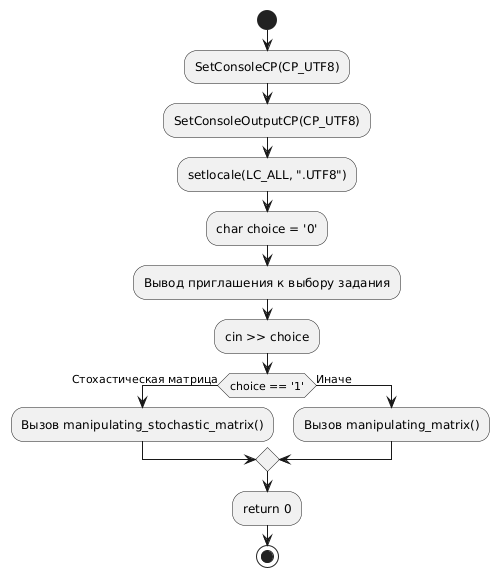 SetConsoleCP(CP_UTF8)
SetConsoleOutputCP(CP_UTF8)
setlocale(LC_ALL, ".UTF8")
char choice = '0'
Вывод приглашения к выбору задания
cin >> choice
Стохастическая матрица
choice == '1'
Иначе
Вызов manipulating_stochastic_matrix()
Вызов manipulating_matrix()
return 0